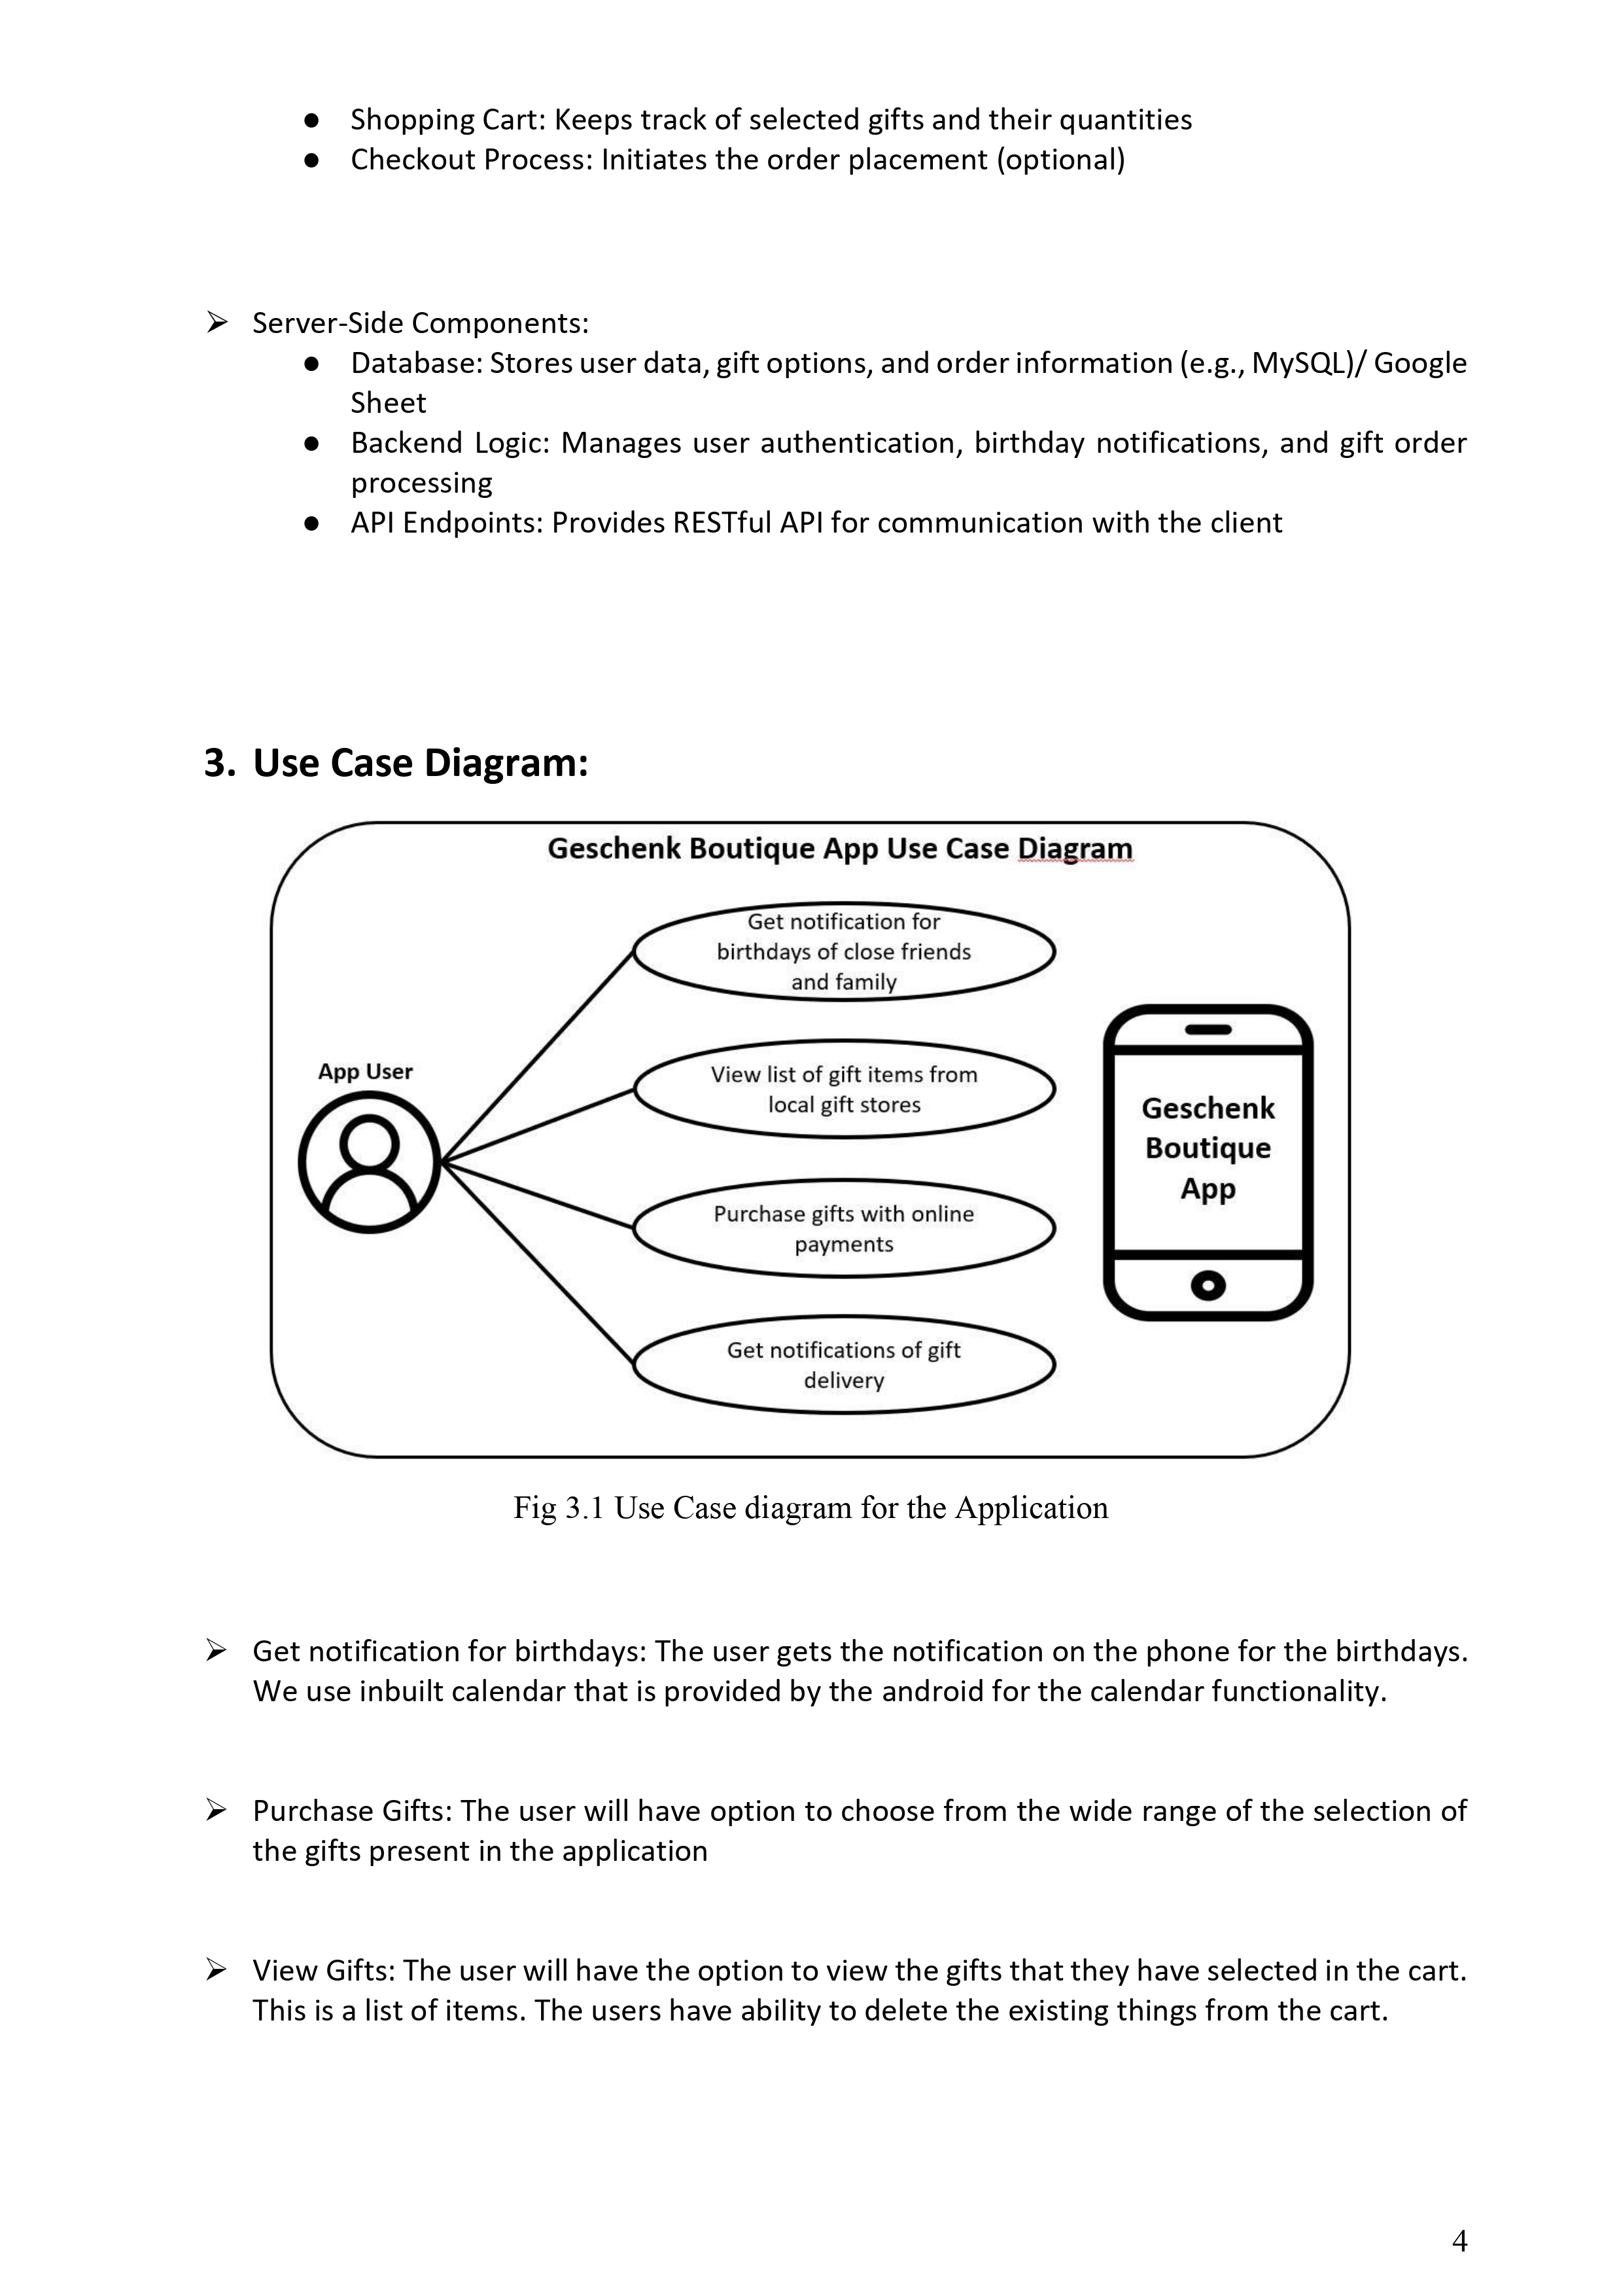 ● Shopping Cart: Keeps track of selected gifts and their quantities
● Checkout Process: Initiates the order placement (optional)
➢ Server-Side Components:
● Database: Stores user data, gift options, and order information (e.g., MySQL)/ Google
Sheet
● Backend Logic: Manages user authentication, birthday notifications, and gift order
processing
● API Endpoints: Provides RESTful API for communication with the client
3. Use Case Diagram:
Geschenk Boutique App Use Case Diagram
Get notification for
birthdays of close friends
and family
App User
View list of gift items from
local gift stores
Purchase gifts with online
payments
Get notifications of gift
delivery
Geschenk
Boutique
App
Fig 3.1 Use Case diagram for the Application
➢ Get notification for birthdays: The user gets the notification on the phone for the birthdays.
We use inbuilt calendar that is provided by the android for the calendar functionality.
➢ Purchase Gifts: The user will have option to choose from the wide range of the selection of
the gifts present in the application
➢ View Gifts: The user will have the option to view the gifts that they have selected in the cart.
This is a list of items. The users have ability to delete the existing things from the cart.
4